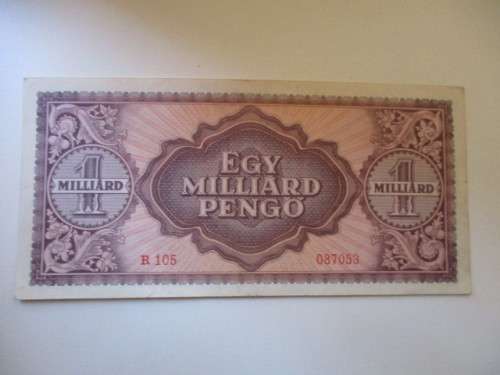 EGY
MILLIÁRD
PENGŐ
1
MILLIÁRD
1
MILLIÁRD
R 105
087053